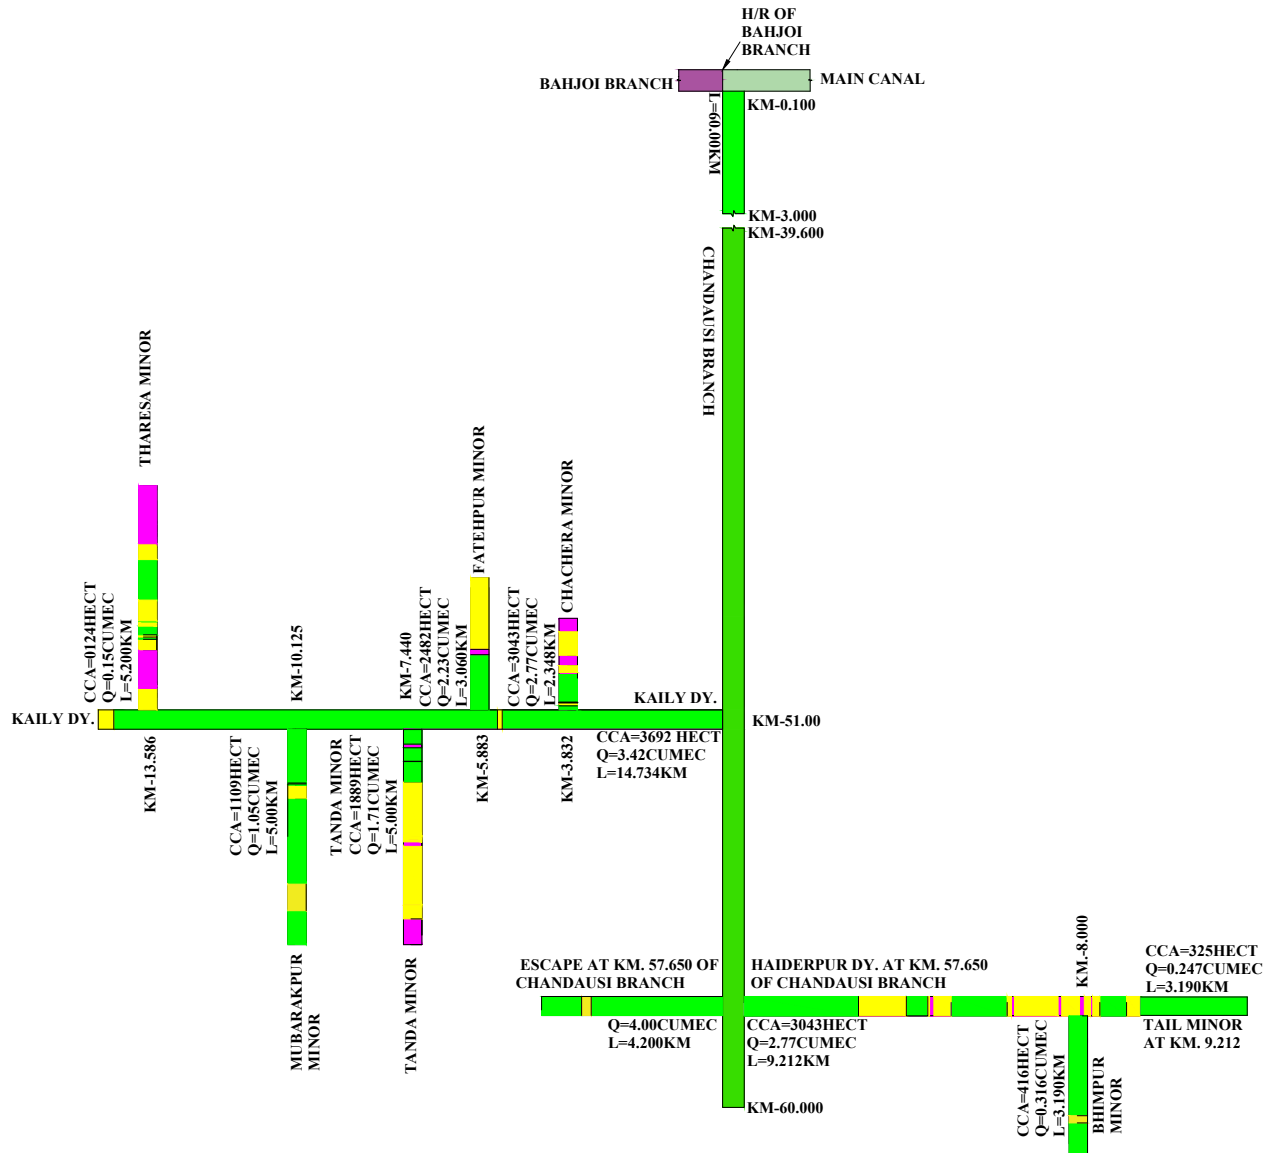 H/R OF
BAHJOI
BRANCH
BAHJOI BRANCH
MAIN CANAL
L=60.00KM
KM-0.100
KM-3.000
KM-39.600
CHANDAUSI BRANCH
THARESA MINOR
FATEHPUR MINOR
CHACHERA MINOR
CCA=0124HECT
Q=0.15CUMEC
L=5.200KM
KM-10.125
KM-7.440
CCA=2482HECT
Q=2.23CUMEC
L=3.060KM
CCA=3043HECT
Q=2.77CUMEC
L=2.348KM
KAILY DY.
KAILY DY.
KM-51.00
KM-13.586
CCA=1109HECT
Q=1.05CUMEC
L=5.00KM
TANDA MINOR
CCA=1889HECT
Q=1.71CUMEC
L=5.00KM
KM-5.883
KM-3.832
CCA=3692 HECT
Q=3.42CUMEC
L=14.734KM
MUBARAKPUR
MINOR
TANDA MINOR
ESCAPE AT KM. 57.650 OF
CHANDAUSI BRANCH
HAIDERPUR DY. AT KM. 57.650
OF CHANDAUSI BRANCH
KM.-8.000
CCA=325HECT
Q=0.247CUMEC
L=3.190KM
Q=4.00CUMEC
L=4.200KM
CCA=3043HECT
Q=2.77CUMEC
L=9.212KM
CCA=416HECT
Q=0.316CUMEC
L=3.190KM
BHIMPUR
MINOR
TAIL MINOR
AT KM. 9.212
KM-60.000